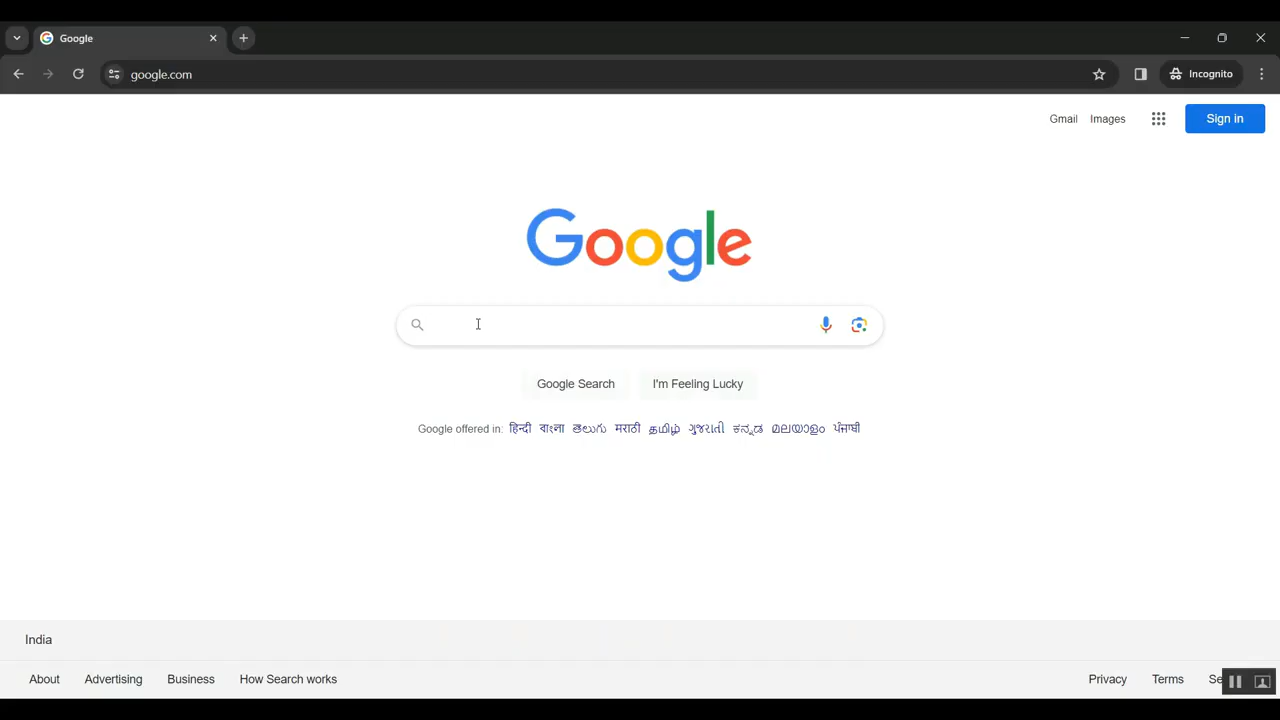 Google
google.com
Incognito
Gmail Images Sign in
Google
Google Search I'm Feeling Lucky
Google offered in: हिन्दी বাংলা తెలుగు मराठी தமிழ் ગુજરાતી ಕನ್ನಡ മലയാളം ਪੰਜਾਬੀ
India
About Advertising Business How Search works Privacy Terms Se